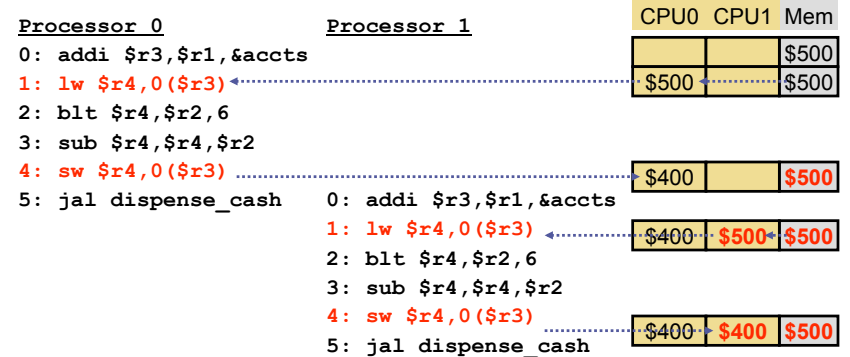 CPU0 CPU1 Mem
Processor 0 Processor 1
0: addi $r3,$r1,&accts $500
1: lw $r4,0($r3) $500 $500
2: blt $r4,$r2,6
3: sub $r4,$r4,$r2
4: sw $r4,0($r3) $400 $500
5: jal dispense_cash 0: addi $r3,$r1,&accts
1: lw $r4,0($r3) $400 $500 $500
2: blt $r4,$r2,6
3: sub $r4,$r4,$r2
4: sw $r4,0($r3) $400 $400 $500
5: jal dispense_cash